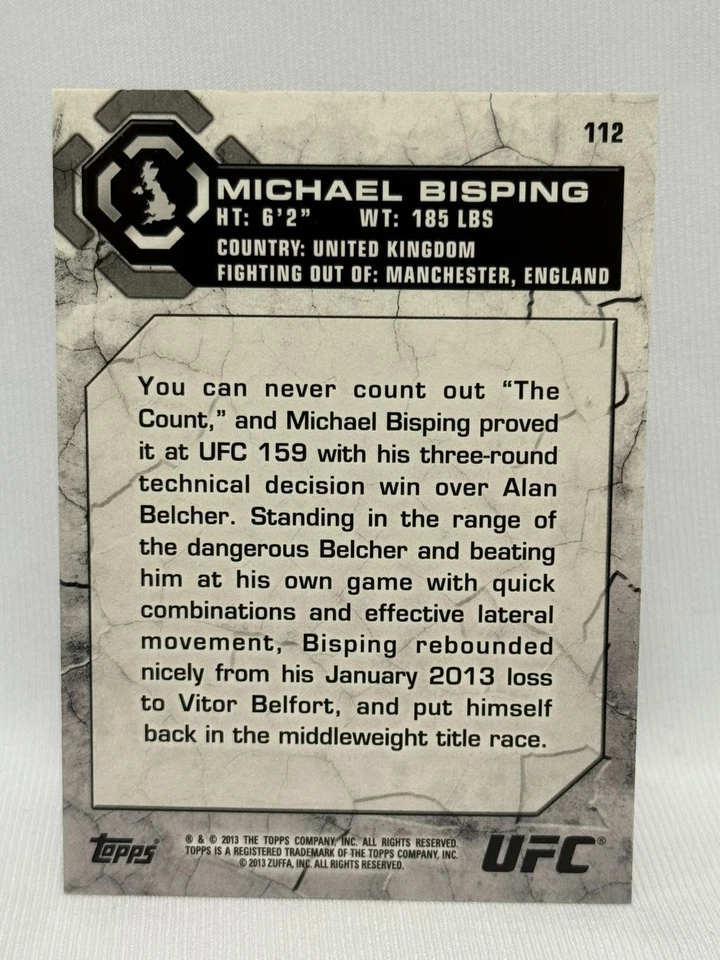 112
MICHAEL BISPING
HT: 6'2" WT: 185 LBS
COUNTRY: UNITED KINGDOM
FIGHTING OUT OF: MANCHESTER, ENGLAND
You can never count out “The
Count,” and Michael Bisping proved
it at UFC 159 with his three-round
technical decision win over Alan
Belcher. Standing in the range of
the dangerous Belcher and beating
him at his own game with quick
combinations and effective lateral
movement, Bisping rebounded
nicely from his January 2013 loss
to Vitor Belfort, and put himself
back in the middleweight title race.
Topps
® & © 2013 THE TOPPS COMPANY, INC. ALL RIGHTS RESERVED.
TOPPS IS A REGISTERED TRADEMARK OF THE TOPPS COMPANY, INC.
© 2013 ZUFFA, INC. ALL RIGHTS RESERVED.
UFC®